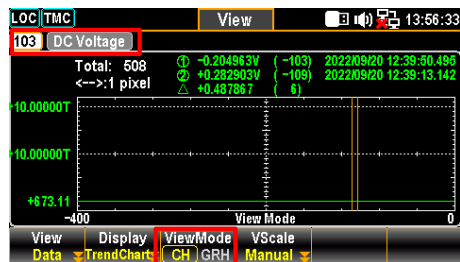 LOC TMC View 13:56:33
103 DC Voltage
Total: 508 ① -0.204963V ( -103) 2022/09/20 12:39:50.495
<-->:1 pixel ② +0.282903V ( -109) 2022/09/20 12:39:13.142
△ +0.487867 ( 6)
+10.00000T
+10.00000T
+673.11
-400 View Mode 0
View Display ViewMode VScale
Data TrendChart CH GRH Manual